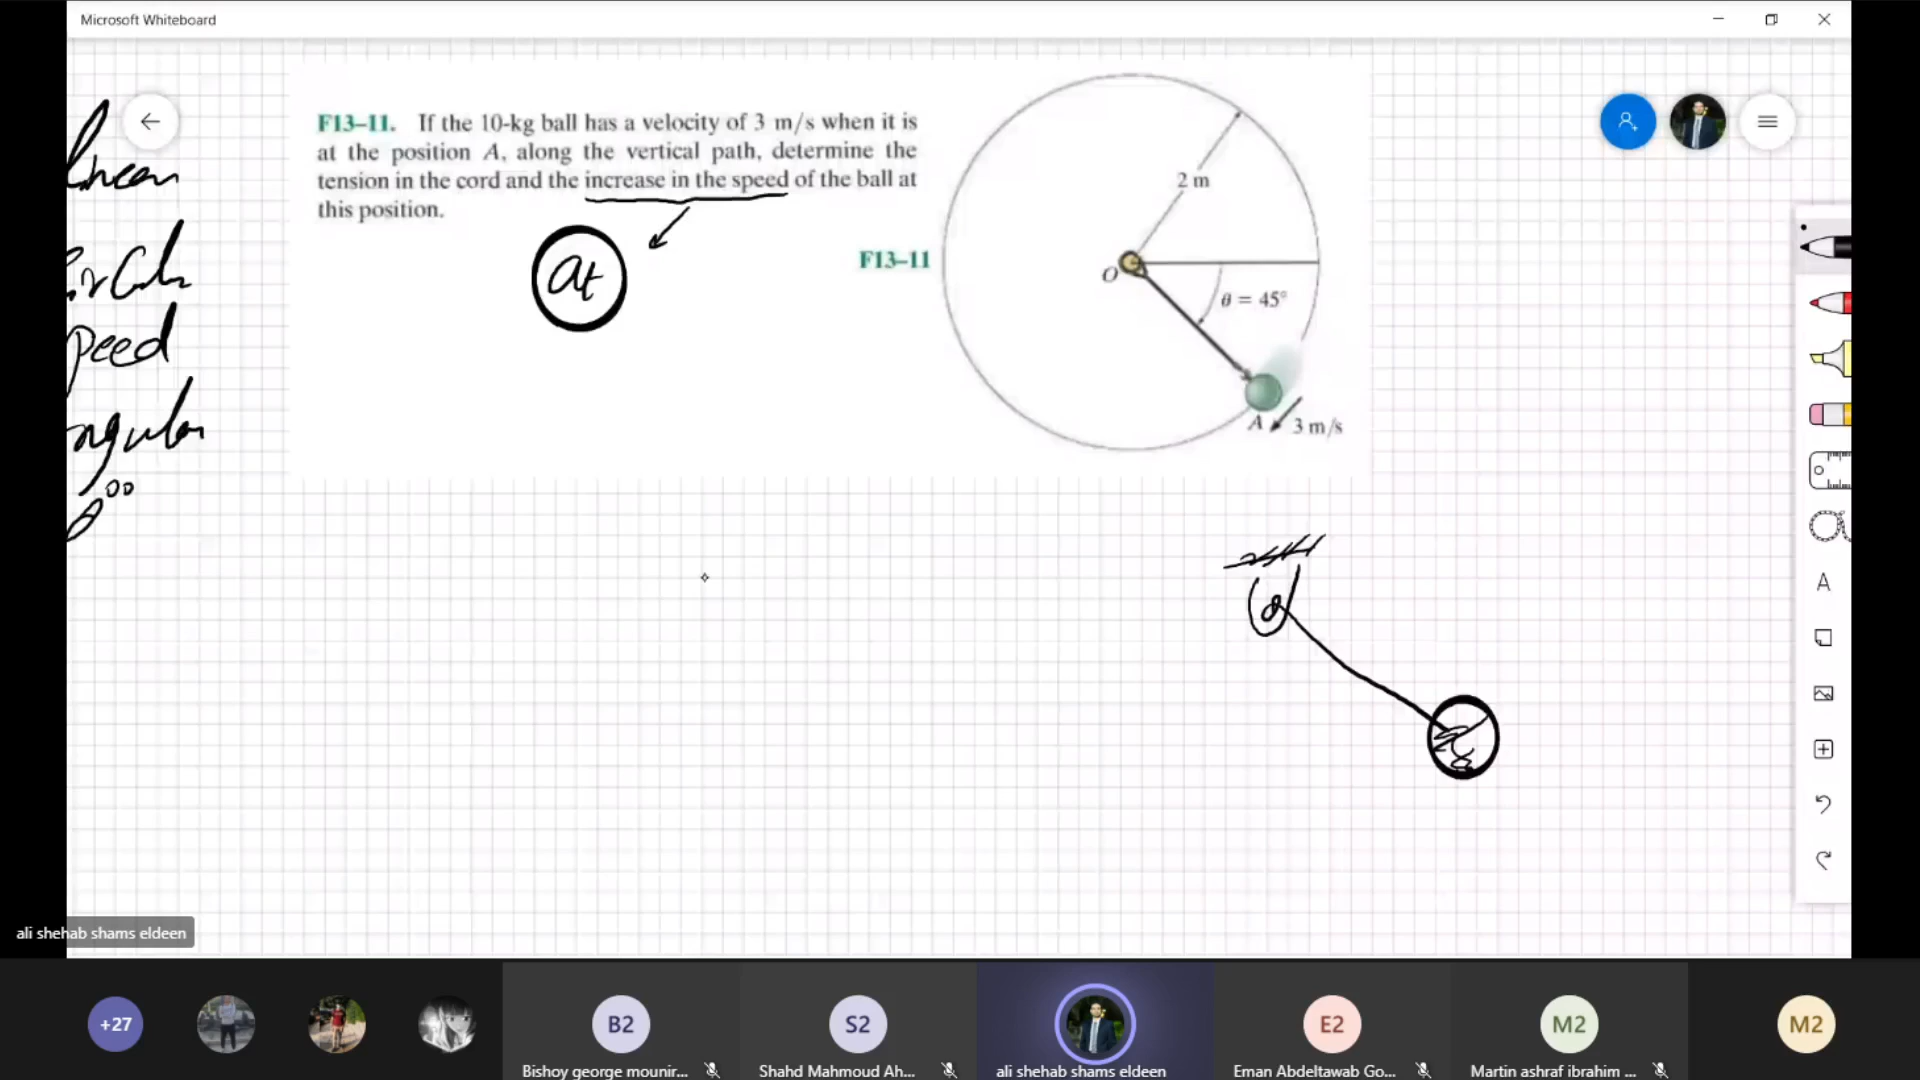 Microsoft Whiteboard
F13–11. If the 10-kg ball has a velocity of 3 m/s when it is
at the position A, along the vertical path, determine the
tension in the cord and the increase in the speed of the ball at
this position.
at
F13–11
2 m
O
θ = 45°
A
3 m/s
peed
A
ali shehab shams eldeen
+27
B2
S2
E2
M2
M2
Bishoy george mounir...
Shahd Mahmoud Ah...
ali shehab shams eldeen
Eman Abdeltawab Go...
Martin ashraf ibrahim ...